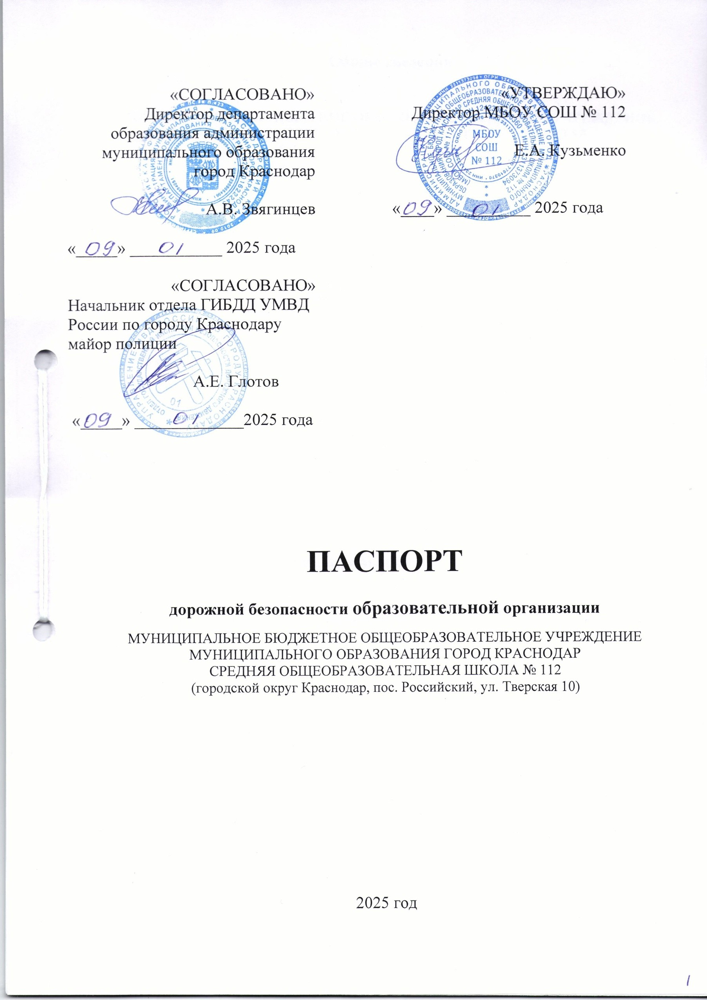 «СОГЛАСОВАНО»
Директор департамента
образования администрации
муниципального образования
город Краснодар
А.В. Звягинцев
«09» 01 2025 года
«УТВЕРЖДАЮ»
Директор МБОУ СОШ № 112
МБОУ
СОШ
№ 112
Е.А. Кузьменко
«09» 01 2025 года
«СОГЛАСОВАНО»
Начальник отдела ГИБДД УМВД
России по городу Краснодару
майор полиции
А.Е. Глотов
01
«09» 01 2025 года
ПАСПОРТ
дорожной безопасности образовательной организации
МУНИЦИПАЛЬНОЕ БЮДЖЕТНОЕ ОБЩЕОБРАЗОВАТЕЛЬНОЕ УЧРЕЖДЕНИЕ
МУНИЦИПАЛЬНОГО ОБРАЗОВАНИЯ ГОРОД КРАСНОДАР
СРЕДНЯЯ ОБЩЕОБРАЗОВАТЕЛЬНАЯ ШКОЛА № 112
(городской округ Краснодар, пос. Российский, ул. Тверская 10)
2025 год
1